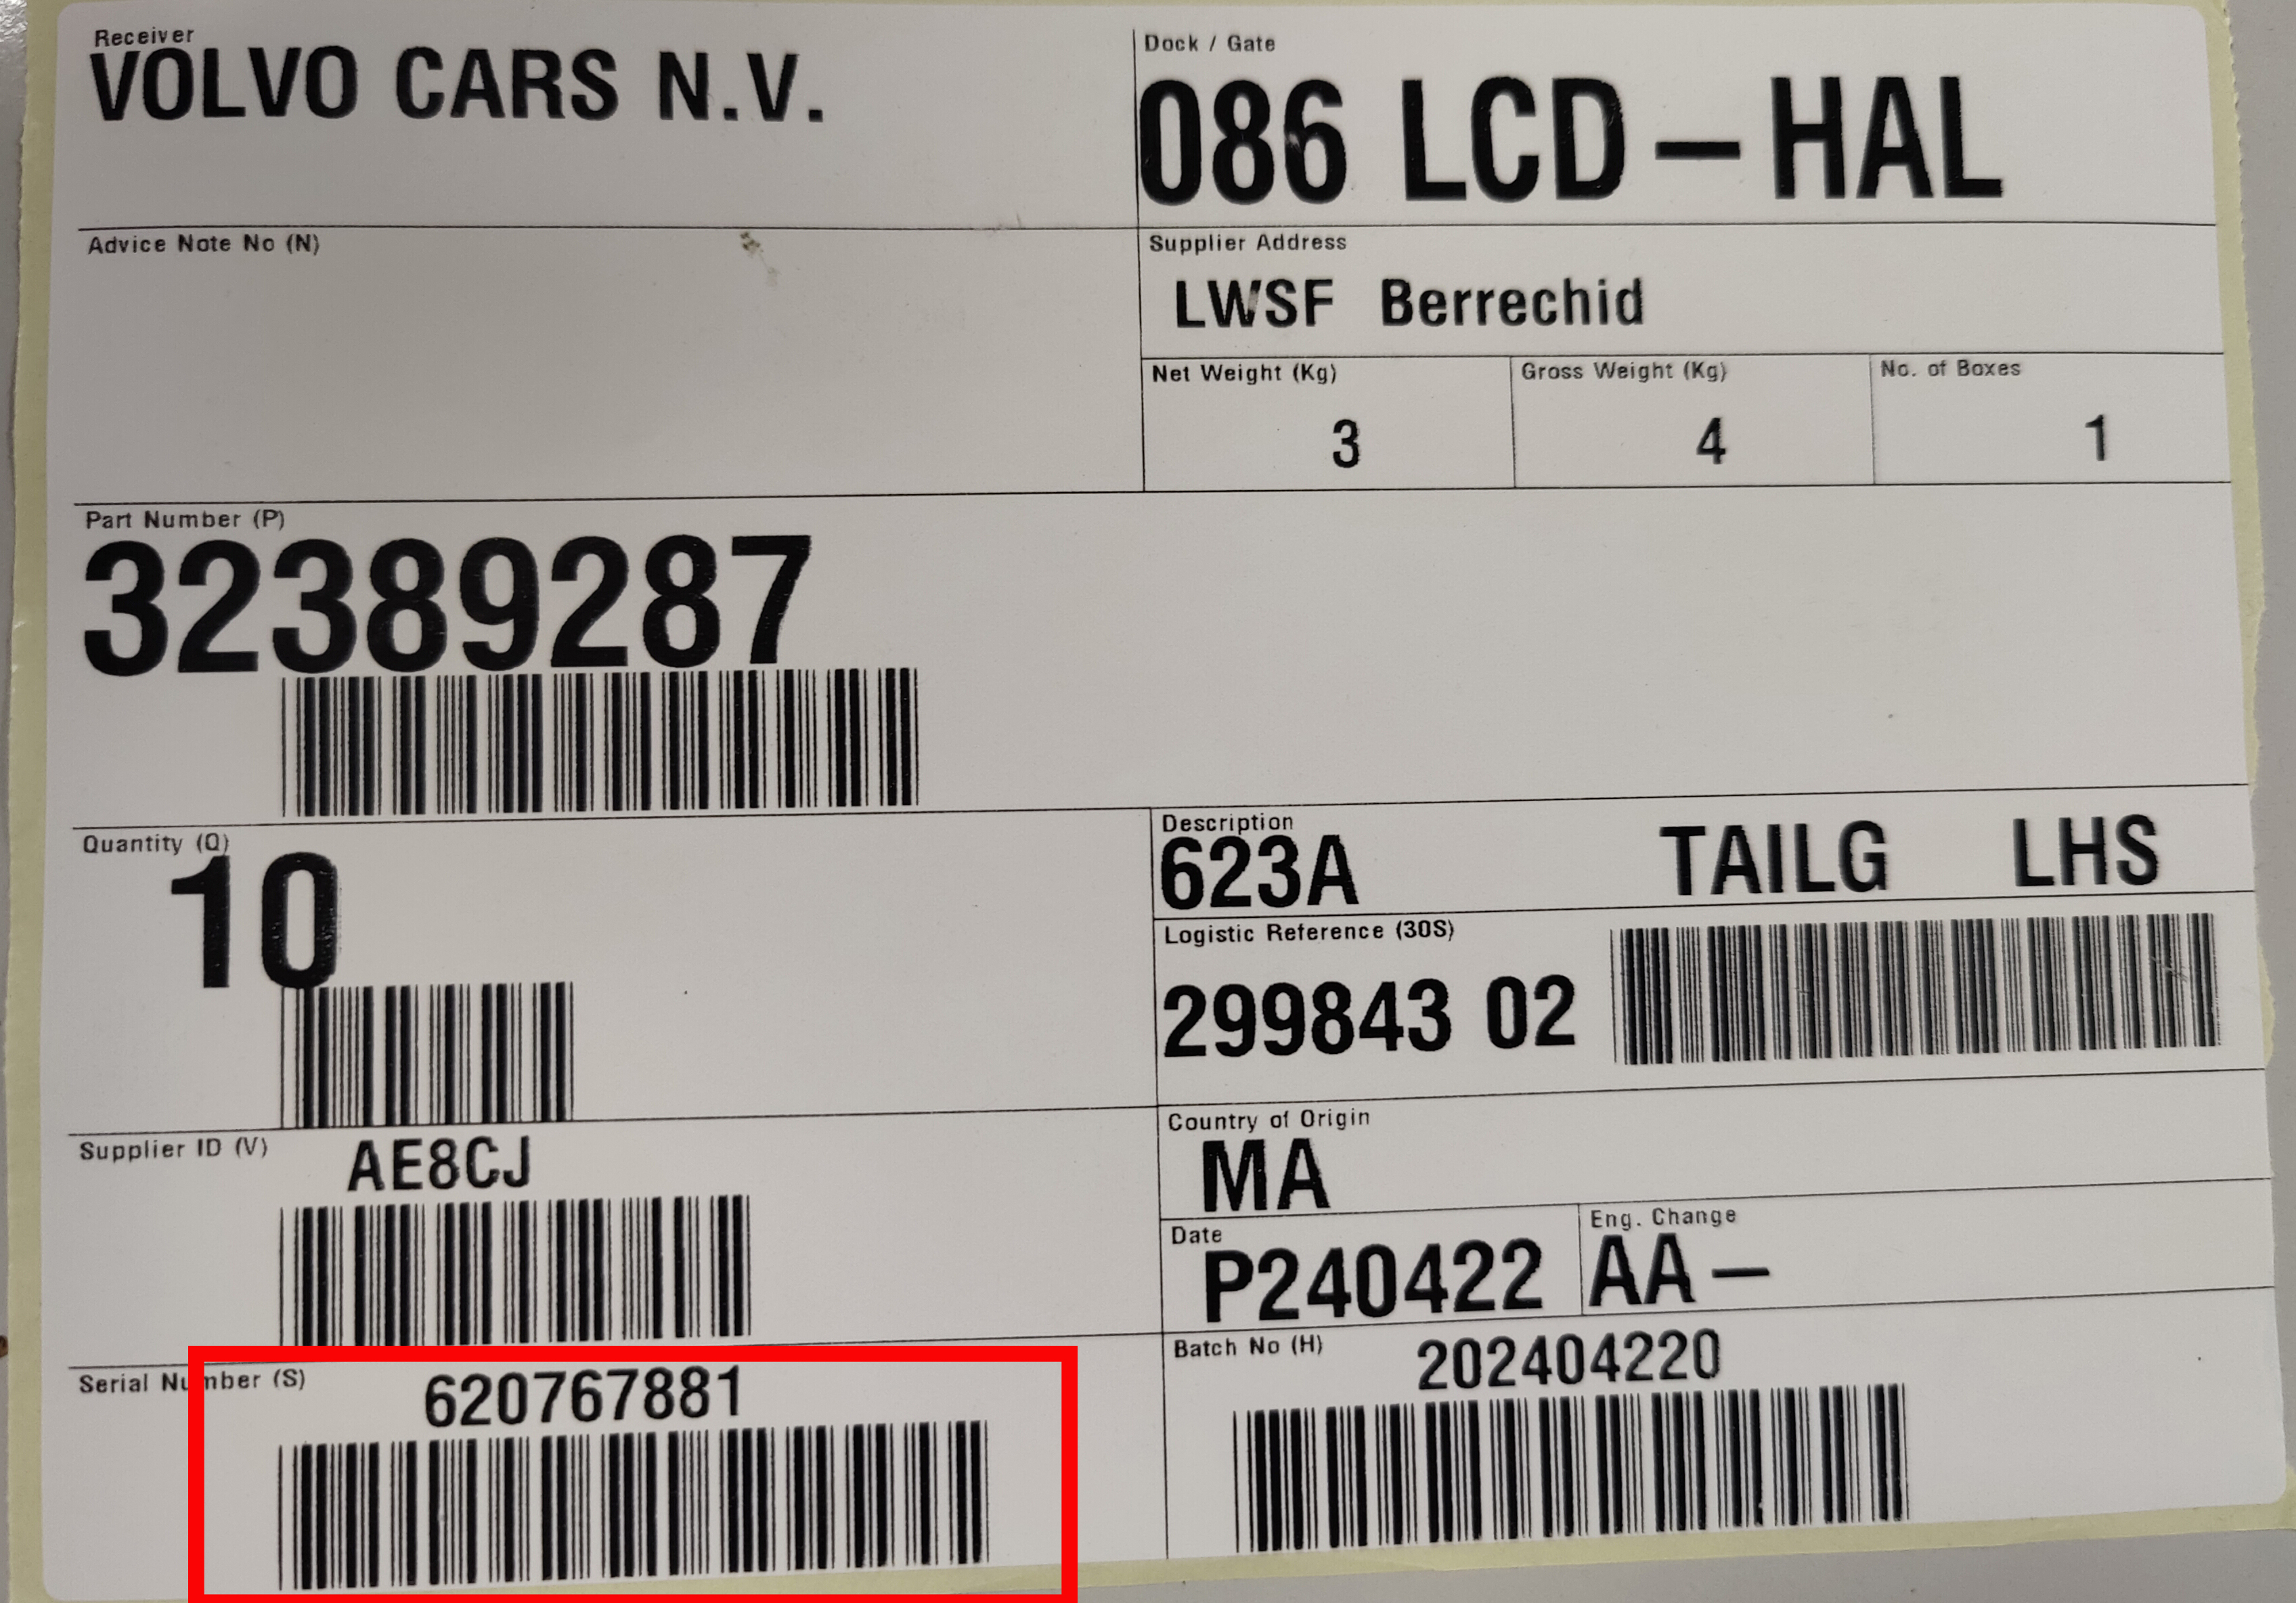 Receiver
VOLVO CARS N.V.
Dock / Gate
086 LCD-HAL
Advice Note No (N)
Supplier Address
LWSF Berrechid
Net Weight (Kg)
3
Gross Weight (Kg)
4
No. of Boxes
1
Part Number (P)
32389287
Quantity (Q)
10
Description
623A TAILG LHS
Logistic Reference (30S)
299843 02
Supplier ID (V)
AE8CJ
Country of Origin
MA
Date
P240422
Eng. Change
AA-
Serial Number (S)
620767881
Batch No (H)
202404220